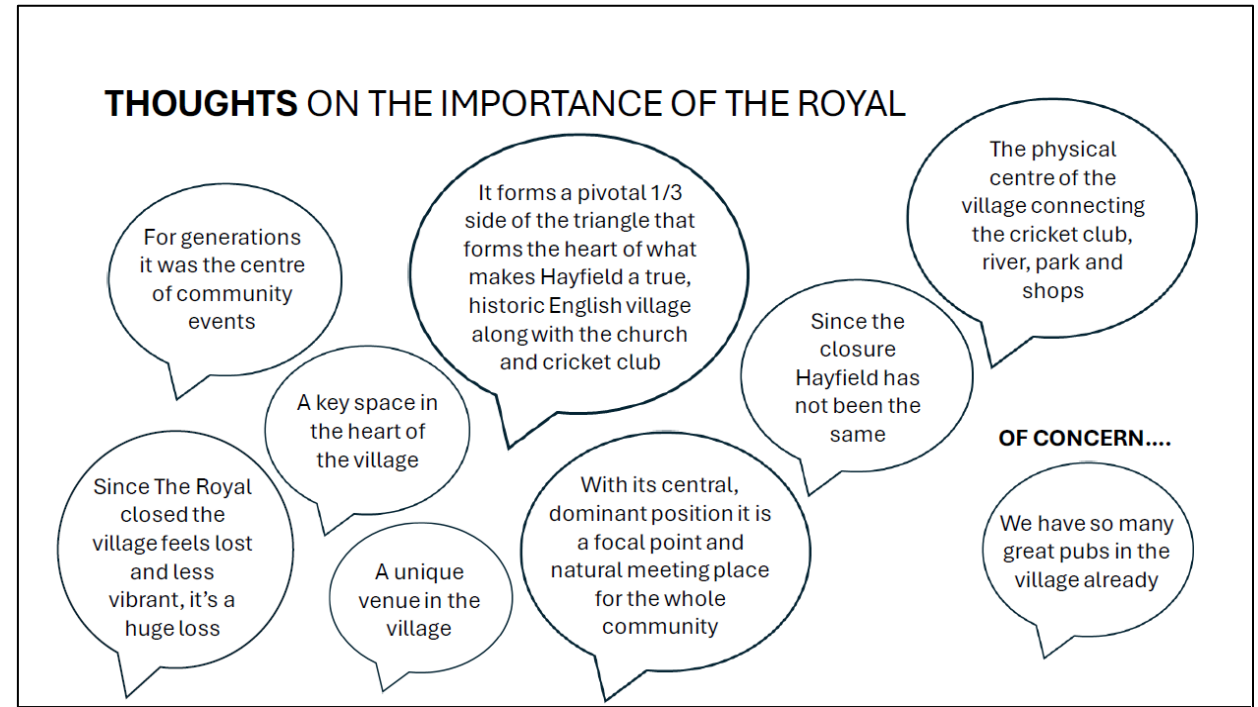 THOUGHTS ON THE IMPORTANCE OF THE ROYAL
For generations
it was the centre
of community
events
It forms a pivotal 1/3
side of the triangle that
forms the heart of what
makes Hayfield a true,
historic English village
along with the church
and cricket club
The physical
centre of the
village connecting
the cricket club,
river, park and
shops
A key space in
the heart of
the village
Since the
closure
Hayfield has
not been the
same
Since The Royal
closed the
village feels lost
and less
vibrant, it’s a
huge loss
A unique
venue in the
village
With its central,
dominant position it is
a focal point and
natural meeting place
for the whole
community
OF CONCERN....
We have so many
great pubs in the
village already